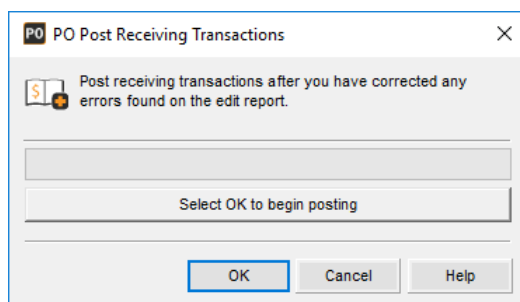 PO PO Post Receiving Transactions
$
Post receiving transactions after you have corrected any
errors found on the edit report.
Select OK to begin posting
OK Cancel Help